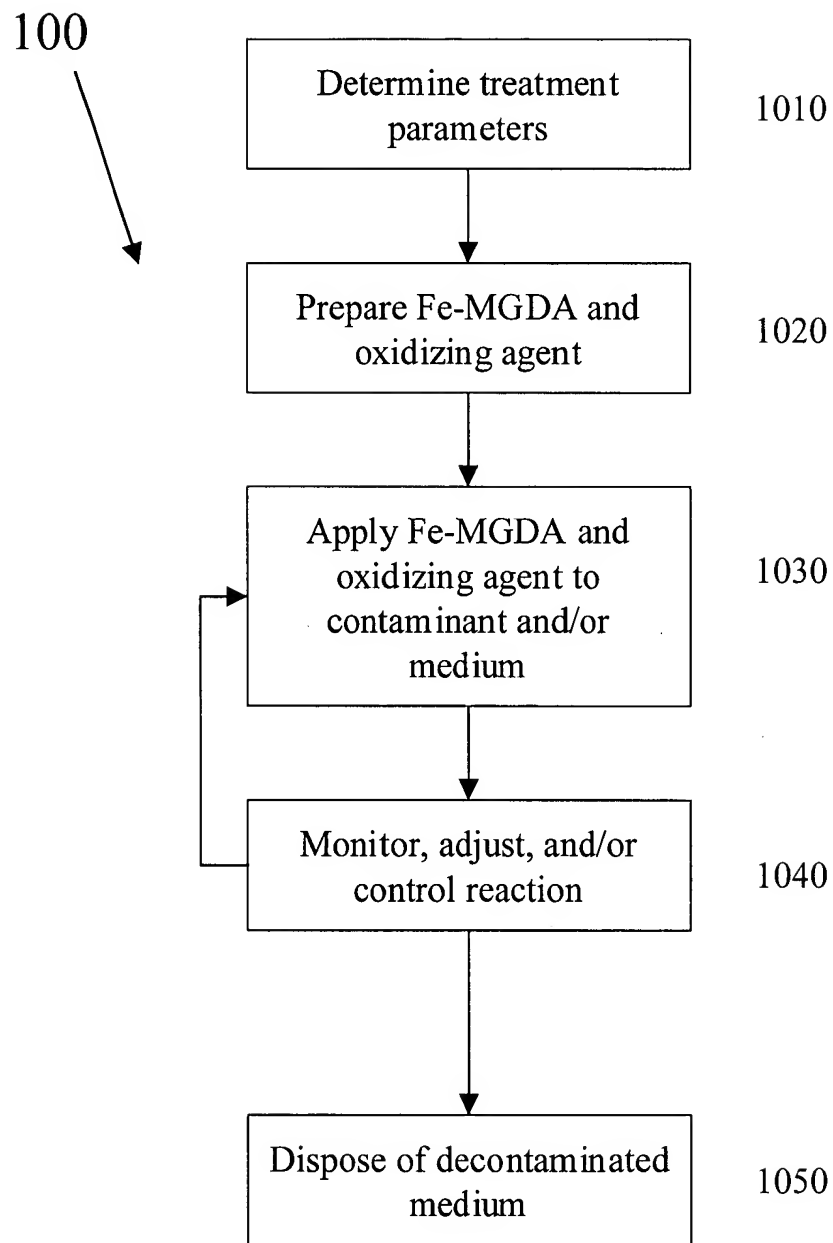 100
Determine treatment
parameters
1010
Prepare Fe-MGDA and
oxidizing agent
1020
Apply Fe-MGDA and
oxidizing agent to
contaminant and/or
medium
1030
Monitor, adjust, and/or
control reaction
1040
Dispose of decontaminated
medium
1050